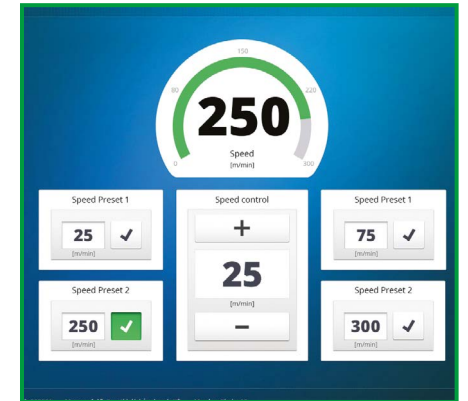 150
80
220
250
Speed
[m/min]
0
300
Speed Preset 1
25
[m/min]
Speed control
+
25
[m/min]
−
Speed Preset 1
75
[m/min]
Speed Preset 2
250
[m/min]
Speed Preset 2
300
[m/min]